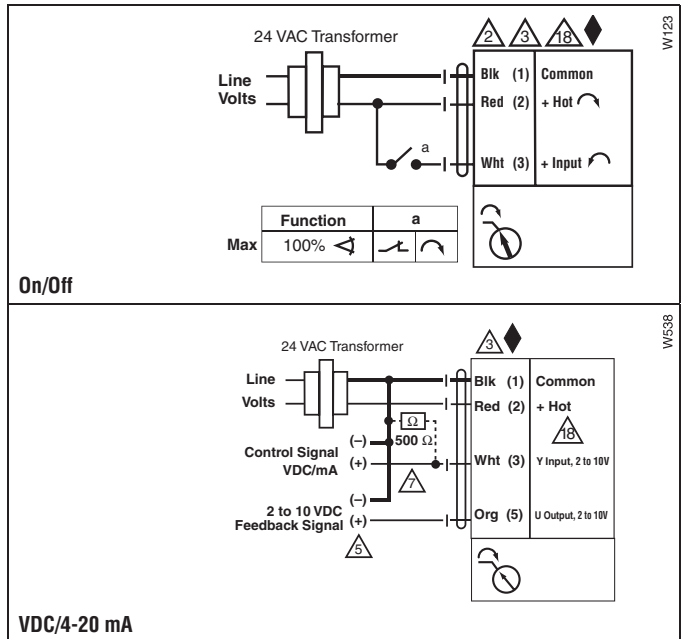 W123
24 VAC Transformer
2 3 18
Line
Volts
Blk (1) Common
Red (2) + Hot
a
Wht (3) + Input
Function a
Max 100%
On/Off
W538
24 VAC Transformer
3
Line
Volts
Blk (1) Common
Red (2) + Hot
18
Ω
500 Ω
Control Signal
VDC/mA
(–)
(+)
7
Wht (3) Y Input, 2 to 10V
(–)
2 to 10 VDC
Feedback Signal (+)
5
Org (5) U Output, 2 to 10V
VDC/4-20 mA